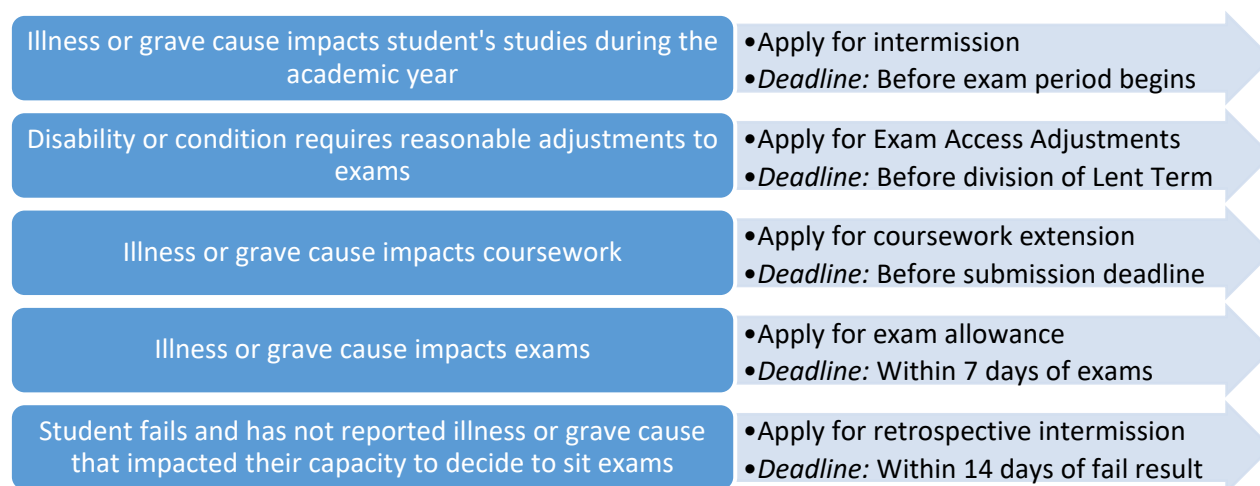 Illness or grave cause impacts student's studies during the
academic year
•Apply for intermission
•Deadline: Before exam period begins
Disability or condition requires reasonable adjustments to
exams
•Apply for Exam Access Adjustments
•Deadline: Before division of Lent Term
Illness or grave cause impacts coursework
•Apply for coursework extension
•Deadline: Before submission deadline
Illness or grave cause impacts exams
•Apply for exam allowance
•Deadline: Within 7 days of exams
Student fails and has not reported illness or grave cause
that impacted their capacity to decide to sit exams
•Apply for retrospective intermission
•Deadline: Within 14 days of fail result